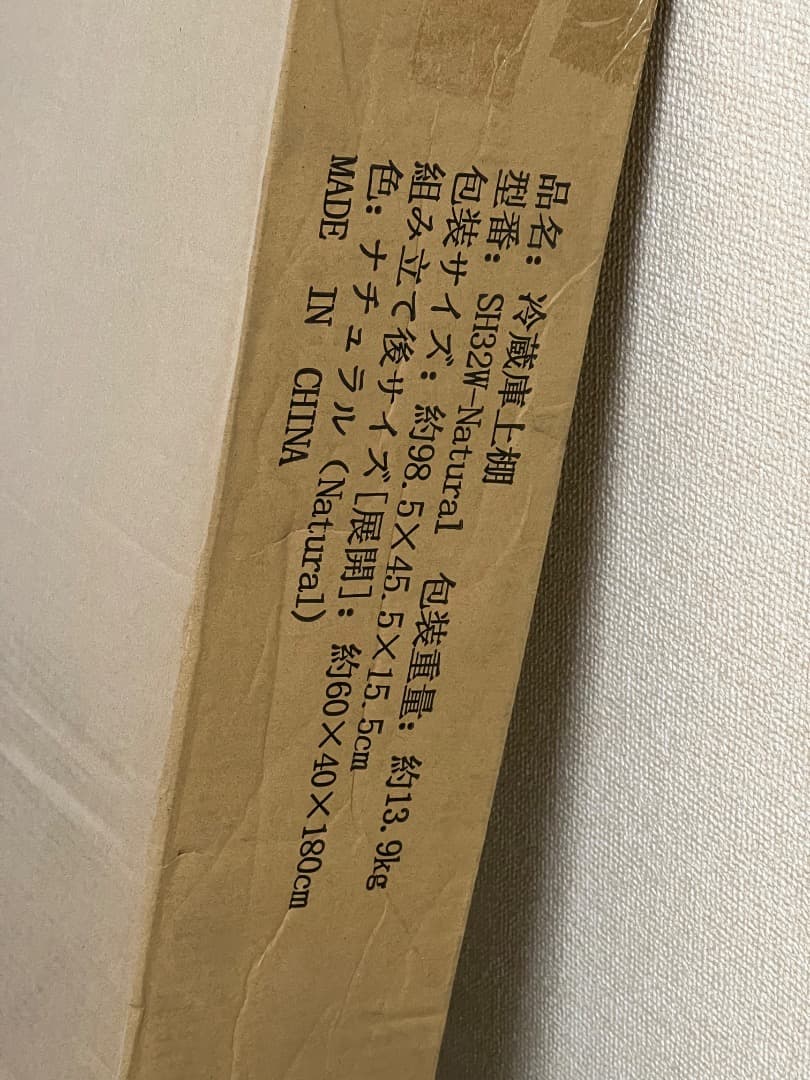 品名: 冷蔵庫上棚
型番: SH32W-Natural 包装重量: 約13.9kg
包装サイズ: 約98.5×45.5×15.5cm
組み立て後サイズ[展開]: 約60×40×180cm
色: ナチュラル (Natural)
MADE IN CHINA